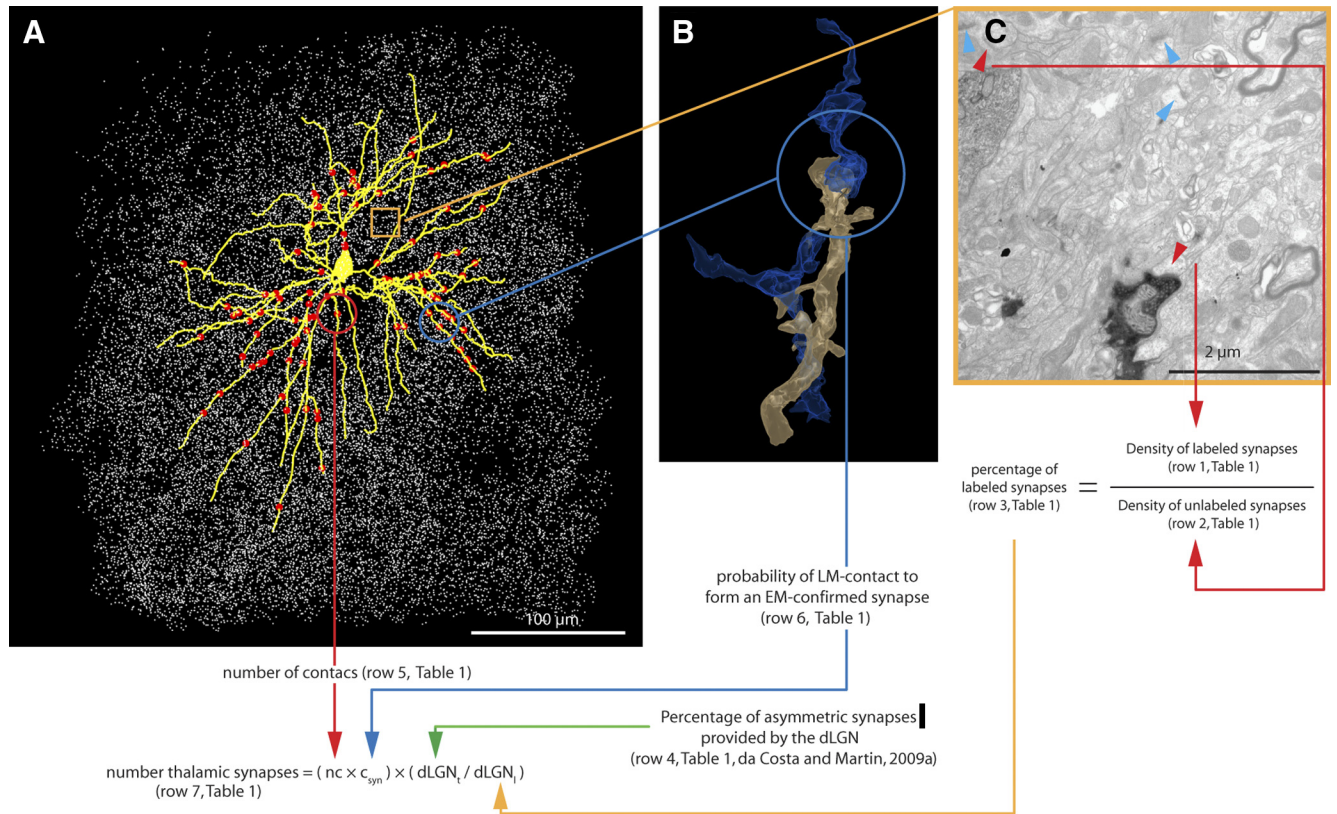 A
B
C
2 µm
100 µm
percentage of
labeled synapses
(row 3, Table 1)
=
Density of labeled synapses
(row 1, Table 1)
Density of unlabeled synapses
(row 2, Table 1)
probability of LM-contact to
form an EM-confirmed synapse
(row 6, Table 1)
number of contacs (row 5, Table 1)
Percentage of asymmetric synapses
provided by the dLGN
(row 4, Table 1, da Costa and Martin, 2009a)
number thalamic synapses = ( nc × c_syn ) × ( dLGN_t / dLGN_l )
(row 7, Table 1)